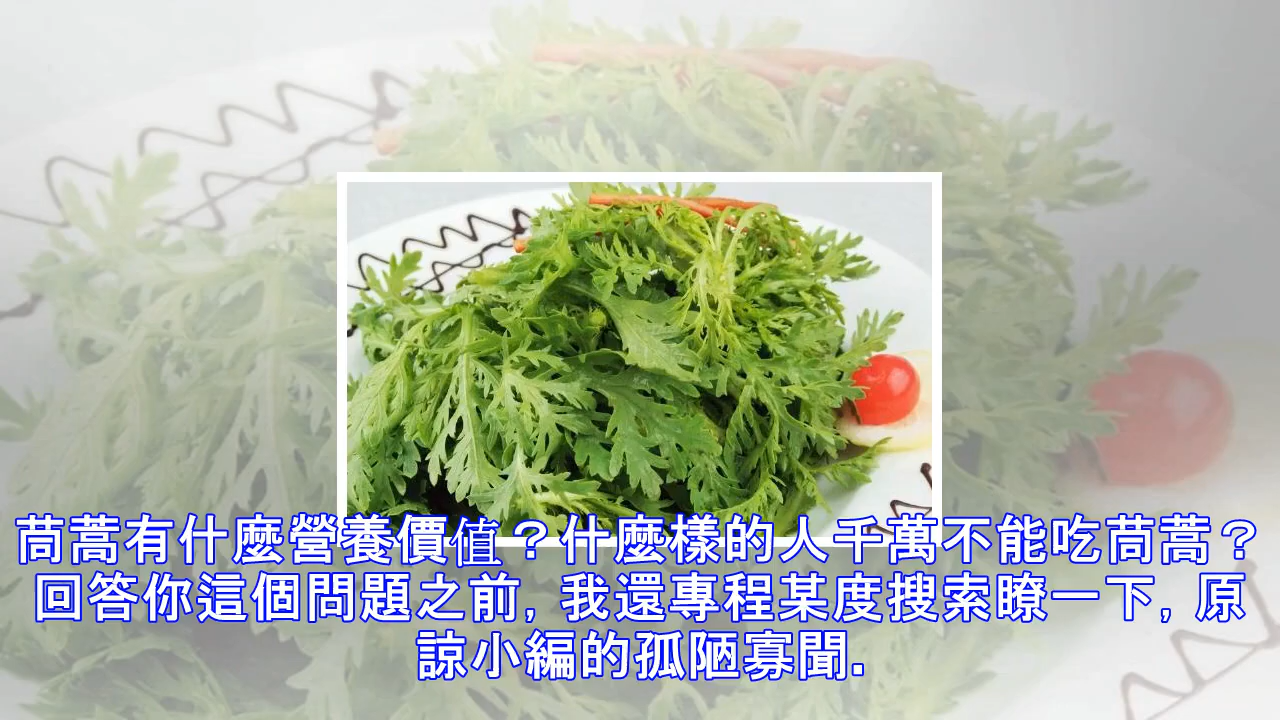 茼蒿有什麼營養價值？什麼樣的人千萬不能吃茼蒿？
回答你這個問題之前, 我還專程某度搜索瞭一下, 原
諒小編的孤陋寡聞.